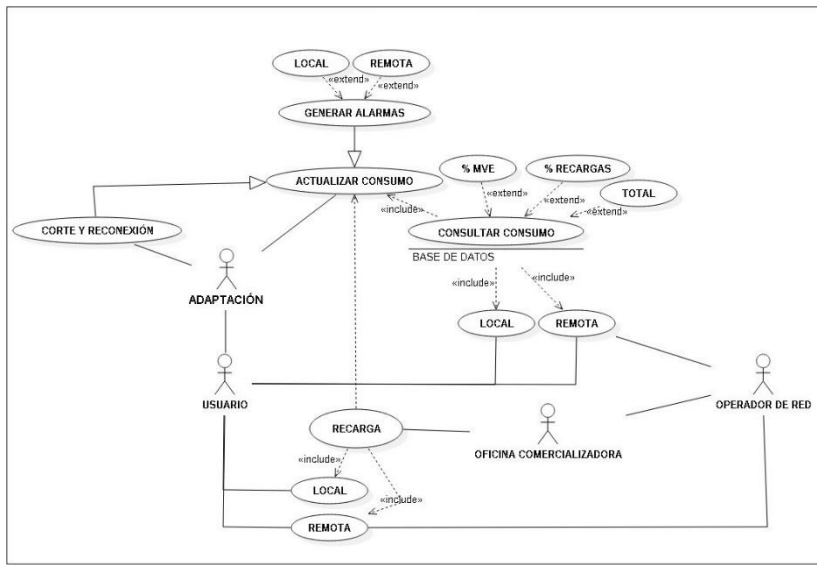 LOCAL
REMOTA
«extend»
«extend»
GENERAR ALARMAS
% MVE
% RECARGAS
ACTUALIZAR CONSUMO
TOTAL
«extend»
«extend»
«include»
«extend»
CORTE Y RECONEXIÓN
CONSULTAR CONSUMO
BASE DE DATOS
«include»
«include»
ADAPTACIÓN
LOCAL
REMOTA
USUARIO
OPERADOR DE RED
RECARGA
OFICINA COMERCIALIZADORA
«include»
LOCAL
«include»
REMOTA